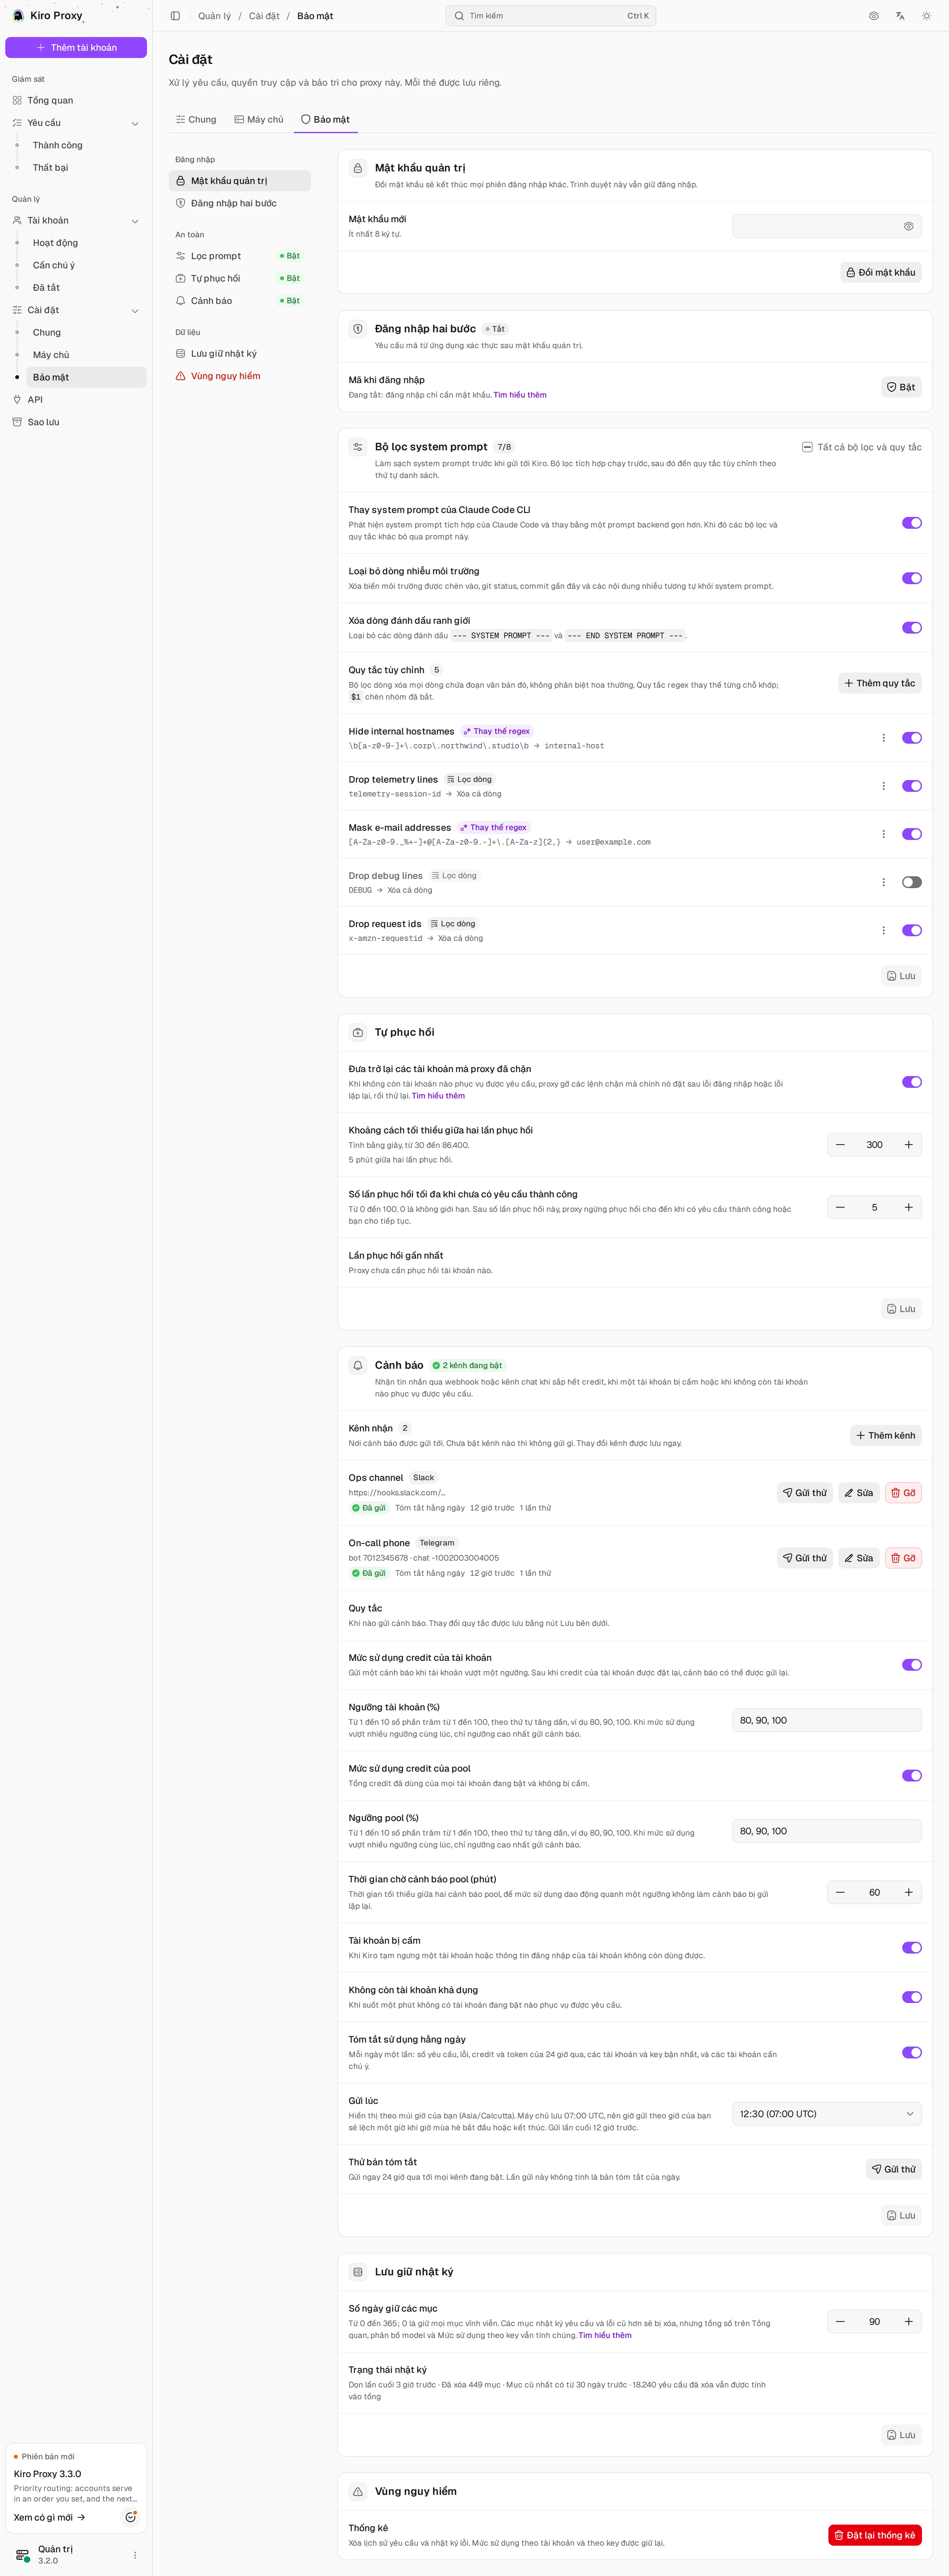 Kiro Proxy
Thêm tài khoản
Giám sát
Tổng quan
Yêu cầu
Thành công
Thất bại
Quản lý
Tài khoản
Hoạt động
Cần chú ý
Đã tắt
Cài đặt
Chung
Máy chủ
Bảo mật
API
Sao lưu
Phiên bản mới
Kiro Proxy 3.3.0
Priority routing: accounts serve
in an order you set, and the next...
Xem có gì mới →
Quản trị
3.2.0
Quản lý / Cài đặt / Bảo mật
Tìm kiếm Ctrl K
Cài đặt
Xử lý yêu cầu, quyền truy cập và bảo trì cho proxy này. Mỗi thẻ được lưu riêng.
Chung Máy chủ Bảo mật
Đăng nhập
Mật khẩu quản trị
Đăng nhập hai bước
An toàn
Lọc prompt Bật
Tự phục hồi Bật
Cảnh báo Bật
Dữ liệu
Lưu giữ nhật ký
Vùng nguy hiểm
Mật khẩu quản trị
Đổi mật khẩu sẽ kết thúc mọi phiên đăng nhập khác. Trình duyệt này vẫn giữ đăng nhập.
Mật khẩu mới
Ít nhất 8 ký tự.
Đổi mật khẩu
Đăng nhập hai bước Tắt
Yêu cầu mã từ ứng dụng xác thực sau mật khẩu quản trị.
Mã khi đăng nhập
Đang tắt: đăng nhập chỉ cần mật khẩu. Tìm hiểu thêm
Bật
Bộ lọc system prompt 7/8
Tất cả bộ lọc và quy tắc
Làm sạch system prompt trước khi gửi tới Kiro. Bộ lọc tích hợp chạy trước, sau đó đến quy tắc tùy chỉnh theo
thứ tự danh sách.
Thay system prompt của Claude Code CLI
Phát hiện system prompt tích hợp của Claude Code và thay bằng một prompt backend gọn hơn. Khi đó các bộ lọc và
quy tắc khác bỏ qua prompt này.
Loại bỏ dòng nhiễu môi trường
Xóa biến môi trường được chèn vào, git status, commit gần đây và các nội dung nhiễu tương tự khỏi system prompt.
Xóa đánh dấu ranh giới
Loại bỏ các dòng đánh dấu --- SYSTEM PROMPT --- và --- END SYSTEM PROMPT ---.
Quy tắc tùy chỉnh 5
Bộ lọc dòng xóa mọi dòng chứa đoạn văn bản đó, không phân biệt hoa thường. Quy tắc regex thay thế từng chỗ khớp;
$1 chèn nhóm đã bắt.
Thêm quy tắc
Hide internal hostnames Thay thế regex
\b[a-z0-9-]+\.corp\.northwind\.studio\b → internal-host
Drop telemetry lines Lọc dòng
telemetry-session-id → Xóa cả dòng
Mask e-mail addresses Thay thế regex
[A-Za-z0-9._%+-]+@[A-Za-z0-9.-]+\.[A-Za-z]{2,} → user@example.com
Drop debug lines Lọc dòng
DEBUG → Xóa cả dòng
Drop request ids Lọc dòng
x-amzn-requestid → Xóa cả dòng
Lưu
Tự phục hồi
Đưa trở lại các tài khoản mà proxy đã chặn
Khi không còn tài khoản nào phục vụ được yêu cầu, proxy gỡ các lệnh chặn mà chính nó đặt sau lỗi đăng nhập hoặc lỗi
lặp lại, rồi thử lại. Tìm hiểu thêm
Khoảng cách tối thiểu giữa hai lần phục hồi
Tính bằng giây, từ 30 đến 86.400.
5 phút giữa hai lần phục hồi.
300
Số lần phục hồi tối đa khi chưa có yêu cầu thành công
Từ 0 đến 100. 0 là không giới hạn. Sau số lần phục hồi này, proxy ngừng phục hồi cho đến khi có yêu cầu thành công hoặc
bạn cho tiếp tục.
5
Lần phục hồi gần nhất
Proxy chưa cần phục hồi tài khoản nào.
Lưu
Cảnh báo 2 kênh đang bật
Nhận tin nhắn qua webhook hoặc kênh chat khi sắp hết credit, khi một tài khoản bị cấm hoặc khi không còn tài khoản
nào phục vụ được yêu cầu.
Kênh nhận 2
Nơi cảnh báo được gửi tới. Chưa bật kênh nào thì không gửi gì. Thay đổi kênh được lưu ngay.
Thêm kênh
Ops channel Slack
https://hooks.slack.com/...
Đã gửi Tóm tắt hằng ngày 12 giờ trước 1 lần thử
Gửi thử Sửa Gỡ
On-call phone Telegram
bot 7012345678 · chat -1002003004005
Đã gửi Tóm tắt hằng ngày 12 giờ trước 1 lần thử
Gửi thử Sửa Gỡ
Quy tắc
Khi nào gửi cảnh báo. Thay đổi quy tắc được lưu bằng nút Lưu bên dưới.
Mức sử dụng credit của tài khoản
Gửi một cảnh báo khi tài khoản vượt một ngưỡng. Sau khi credit của tài khoản được đặt lại, cảnh báo có thể được gửi lại.
Ngưỡng tài khoản (%)
Từ 1 đến 10 số phần trăm từ 1 đến 100, theo thứ tự tăng dần, ví dụ 80, 90, 100. Khi mức sử dụng
vượt nhiều ngưỡng cùng lúc, chỉ ngưỡng cao nhất gửi cảnh báo.
80, 90, 100
Mức sử dụng credit của pool
Tổng credit đã dùng của mọi tài khoản đang bật và không bị cấm.
Ngưỡng pool (%)
Từ 1 đến 10 số phần trăm từ 1 đến 100, theo thứ tự tăng dần, ví dụ 80, 90, 100. Khi mức sử dụng
vượt nhiều ngưỡng cùng lúc, chỉ ngưỡng cao nhất gửi cảnh báo.
80, 90, 100
Thời gian chờ cảnh báo pool (phút)
Thời gian tối thiểu giữa hai cảnh báo pool, để mức sử dụng dao động quanh một ngưỡng không làm cảnh báo bị gửi
lặp lại.
60
Tài khoản bị cấm
Khi Kiro tạm ngưng một tài khoản hoặc thông tin đăng nhập của tài khoản không còn dùng được.
Không còn tài khoản khả dụng
Khi suốt một phút không có tài khoản đang bật nào phục vụ được yêu cầu.
Tóm tắt sử dụng hằng ngày
Mỗi ngày một lần: số yêu cầu, lỗi, credit và token của 24 giờ qua, các tài khoản và key bận nhất, và các tài khoản cần
chú ý.
Gửi lúc
Hiển thị theo múi giờ của bạn (Asia/Calcutta). Máy chủ lưu 07:00 UTC, nên giờ gửi theo giờ của bạn
sẽ lệch một giờ khi giờ mùa hè bắt đầu hoặc kết thúc. Gửi lần cuối 12 giờ trước.
12:30 (07:00 UTC)
Thử bản tóm tắt
Gửi ngay 24 giờ qua tới mọi kênh đang bật. Lần gửi này không tính là bản tóm tắt của ngày.
Gửi thử
Lưu
Lưu giữ nhật ký
Số ngày giữ các mục
Từ 0 đến 365; 0 là giữ mọi mục vĩnh viễn. Các mục nhật ký yêu cầu và lỗi cũ hơn sẽ bị xóa, nhưng tổng số trên Tổng
quan, phân bổ model và Mức sử dụng theo key vẫn tính chúng. Tìm hiểu thêm
90
Trạng thái nhật ký
Dọn lần cuối 3 giờ trước · Đã xóa 449 mục · Mục cũ nhất có từ 30 ngày trước · 18.240 yêu cầu đã xóa vẫn được tính
vào tổng
Lưu
Vùng nguy hiểm
Thống kê
Xóa lịch sử yêu cầu và nhật ký lỗi. Mức sử dụng theo tài khoản và theo key được giữ lại.
Đặt lại thống kê